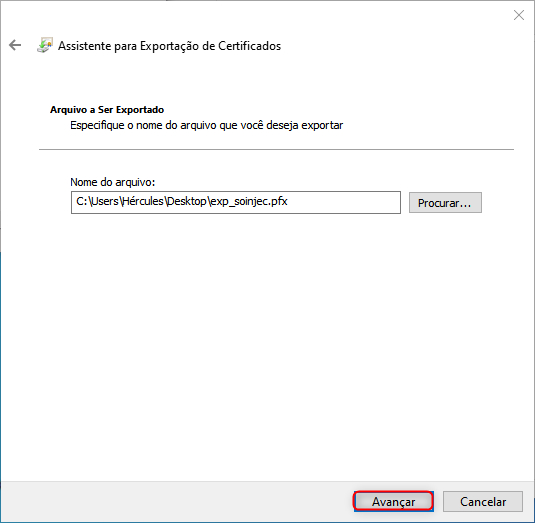 Assistente para Exportação de Certificados
Arquivo a Ser Exportado
Especifique o nome do arquivo que você deseja exportar
Nome do arquivo:
C:\Users\Hércules\Desktop\exp_soinjec.pfx
Procurar...
Avançar
Cancelar